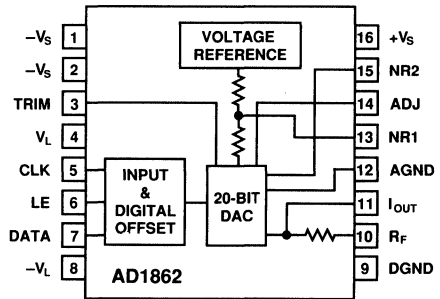 -Vs 1
-Vs 2
TRIM 3
VL 4
CLK 5
LE 6
DATA 7
-VL 8
VOLTAGE
REFERENCE
INPUT
&
DIGITAL
OFFSET
20-BIT
DAC
16 +Vs
15 NR2
14 ADJ
13 NR1
12 AGND
11 IOUT
10 RF
9 DGND
AD1862